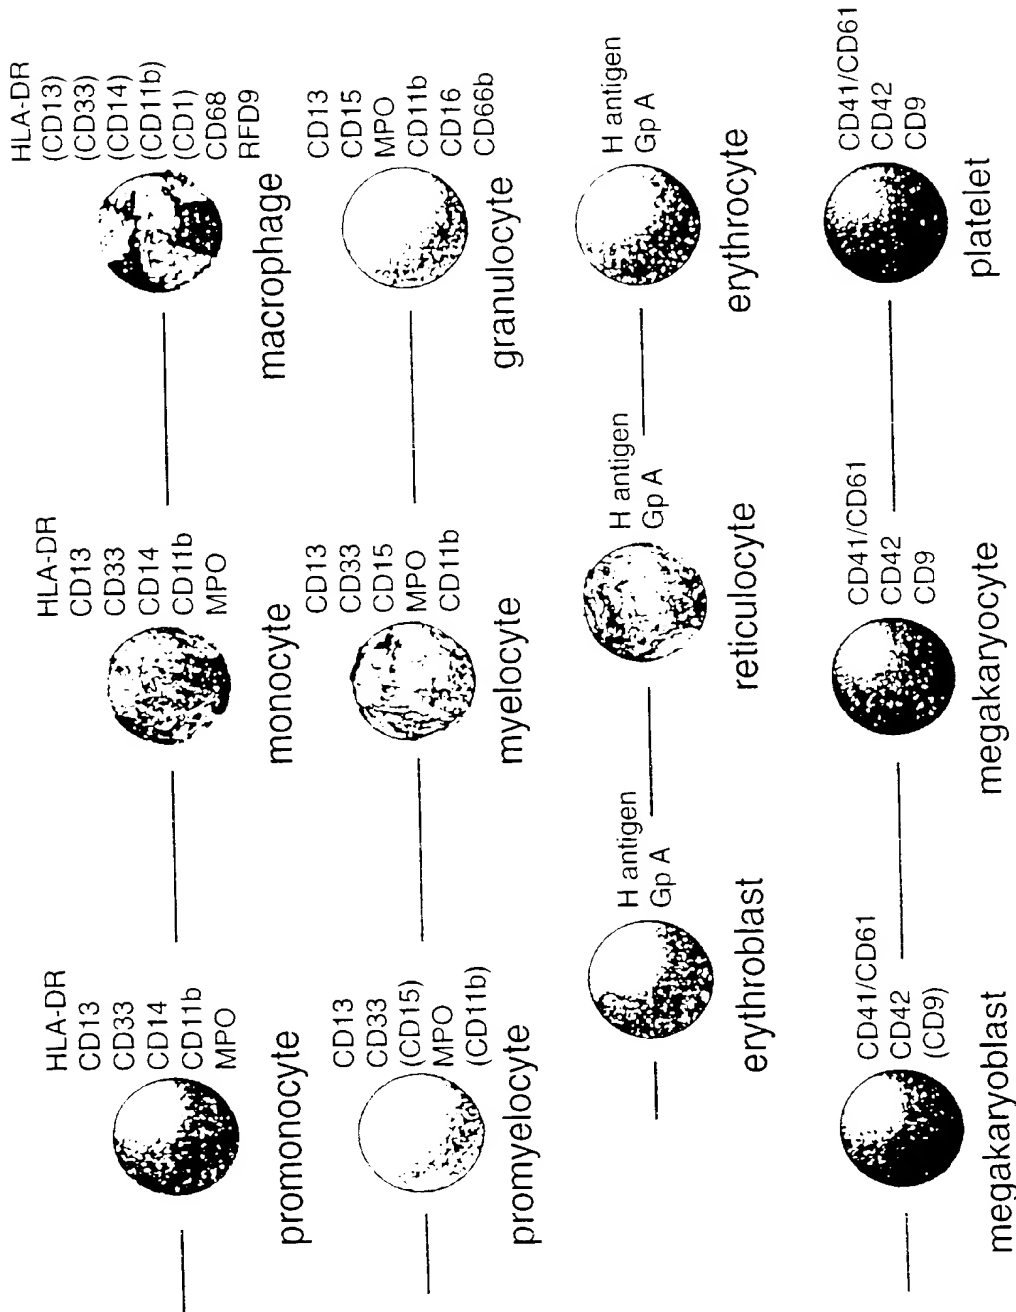 HLA-DR
CD13
CD33
CD14
CD11b
MPO
promonocyte
HLA-DR
CD13
CD33
CD14
CD11b
MPO
monocyte
HLA-DR
(CD13)
(CD33)
(CD14)
(CD11b)
(CD1)
CD68
RFD9
macrophage
CD13
CD33
(CD15)
MPO
(CD11b)
promyelocyte
CD13
CD33
CD15
MPO
CD11b
myelocyte
CD13
CD15
MPO
CD11b
CD16
CD66b
granulocyte
H antigen
Gp A
erythroblast
H antigen
Gp A
reticulocyte
H antigen
Gp A
erythrocyte
CD41/CD61
CD42
(CD9)
megakaryoblast
CD41/CD61
CD42
CD9
megakaryocyte
CD41/CD61
CD42
CD9
platelet